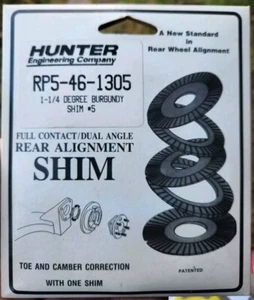 HUNTER
Engineering Company
A New Standard
in
Rear Wheel Alignment
RP5-46-1305
1-1/4 DEGREE BURGUNDY
SHIM #5
FULL CONTACT/DUAL ANGLE
REAR ALIGNMENT
SHIM
TOE AND CAMBER CORRECTION
WITH ONE SHIM
PATENTED